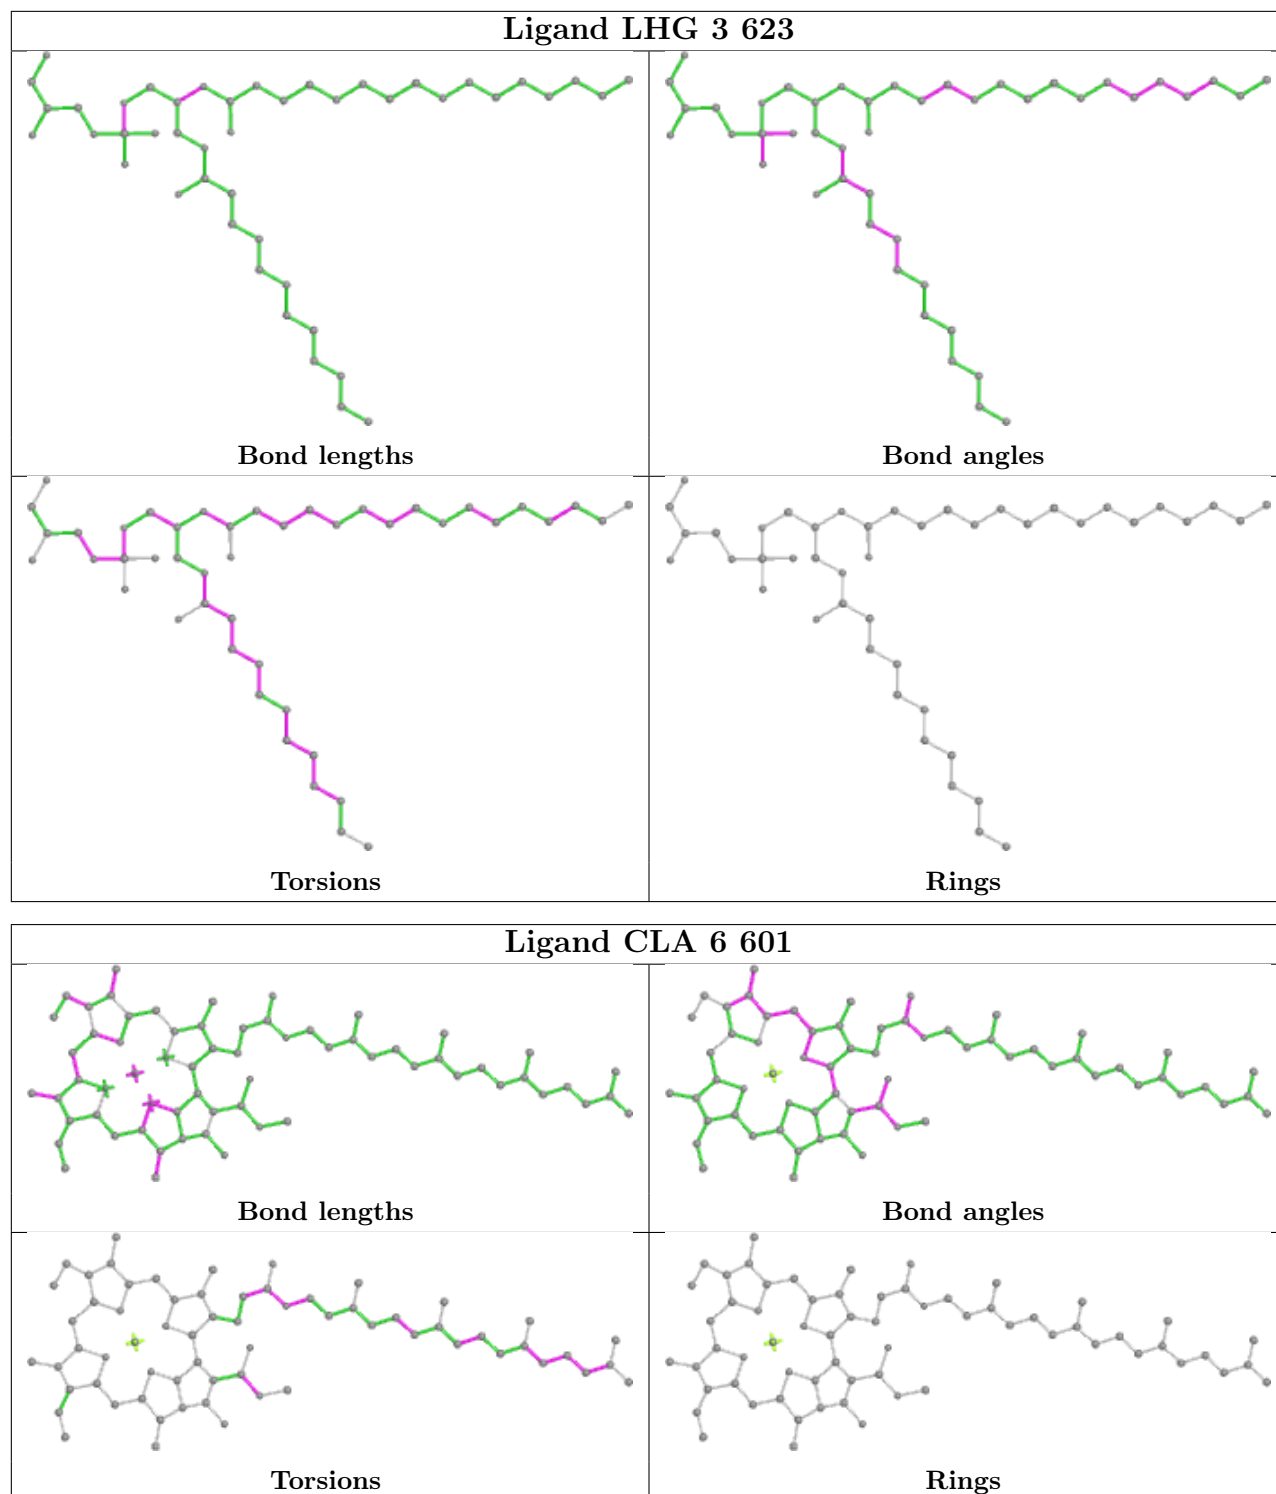 Ligand LHG 3 623
Bond lengths
Bond angles
Torsions
Rings
Ligand CLA 6 601
Bond lengths
Bond angles
Torsions
Rings